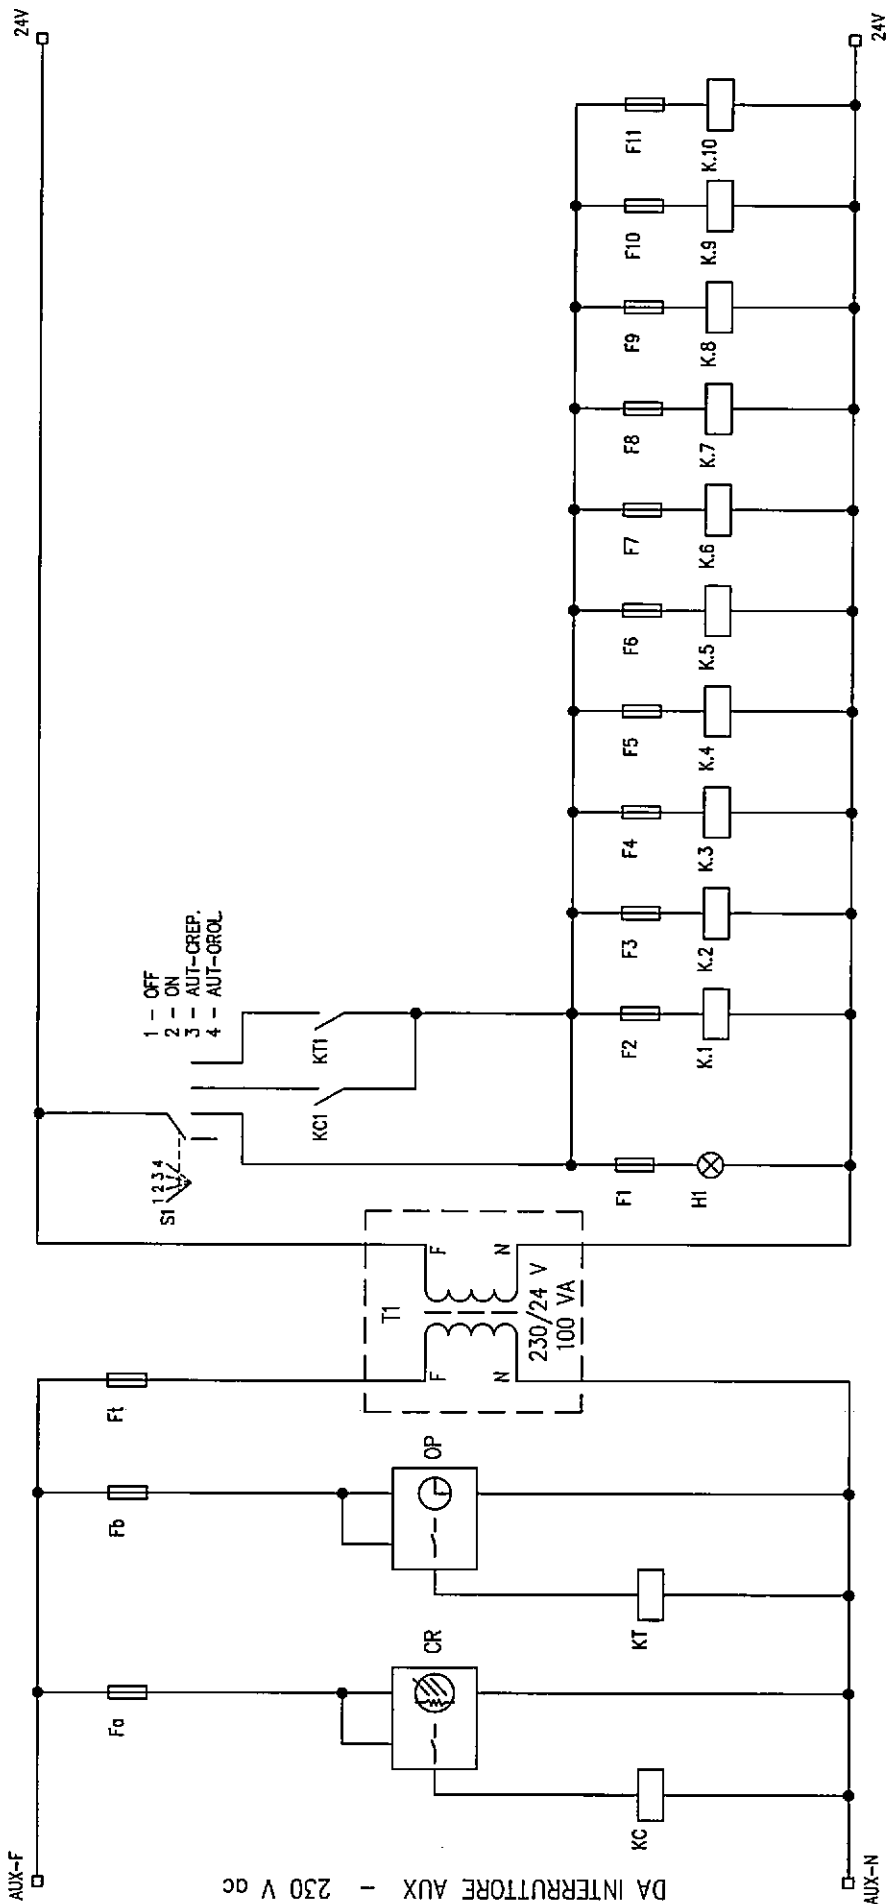 AUX-F
24V
Fa
Fb
Ft
S1
1 2 3 4
1 - OFF
2 - ON
3 - AUT-CREP.
4 - AUT-OROL.
KC1
KT1
CR
OP
T1
F
F
N
N
230/24 V
100 VA
KC
KT
F1
F2
F3
F4
F5
F6
F7
F8
F9
F10
F11
H1
K.1
K.2
K.3
K.4
K.5
K.6
K.7
K.8
K.9
K.10
AUX-N
24V
DA INTERRUTTORE AUX - 230 V ac